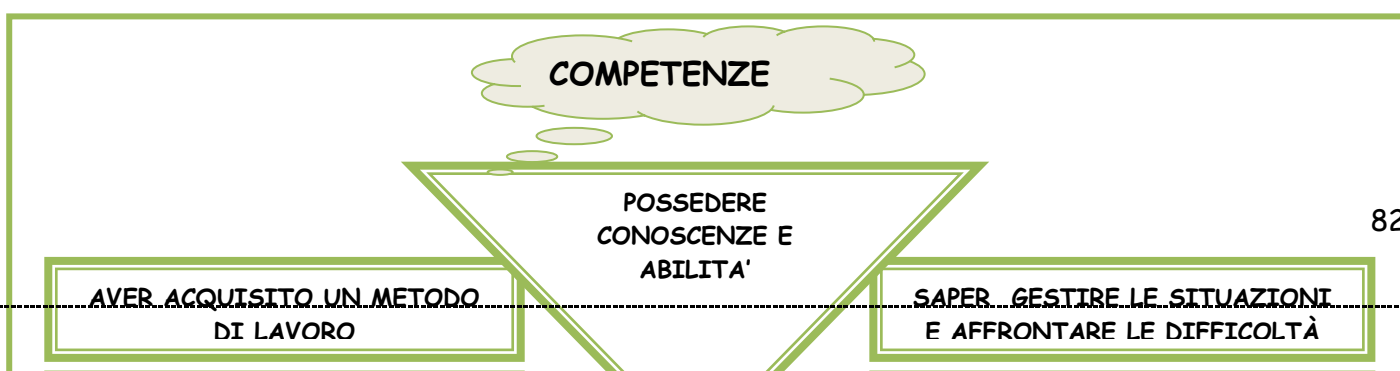 COMPETENZE
POSSEDERE
CONOSCENZE E
ABILITA'
82
AVER ACQUISITO UN METODO
DI LAVORO
SAPER GESTIRE LE SITUAZIONI
E AFFRONTARE LE DIFFICOLTÀ